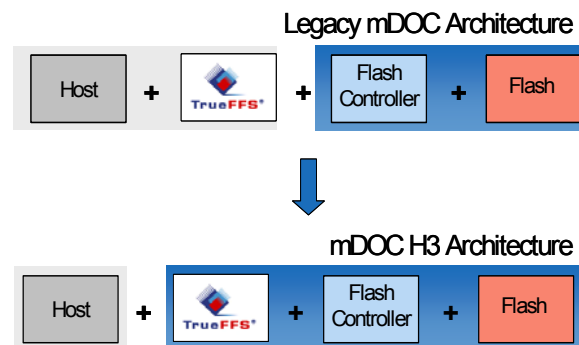 Legacy mDOC Architecture
Host + TrueFFS® + Flash Controller + Flash
mDOC H3 Architecture
Host + TrueFFS® + Flash Controller + Flash